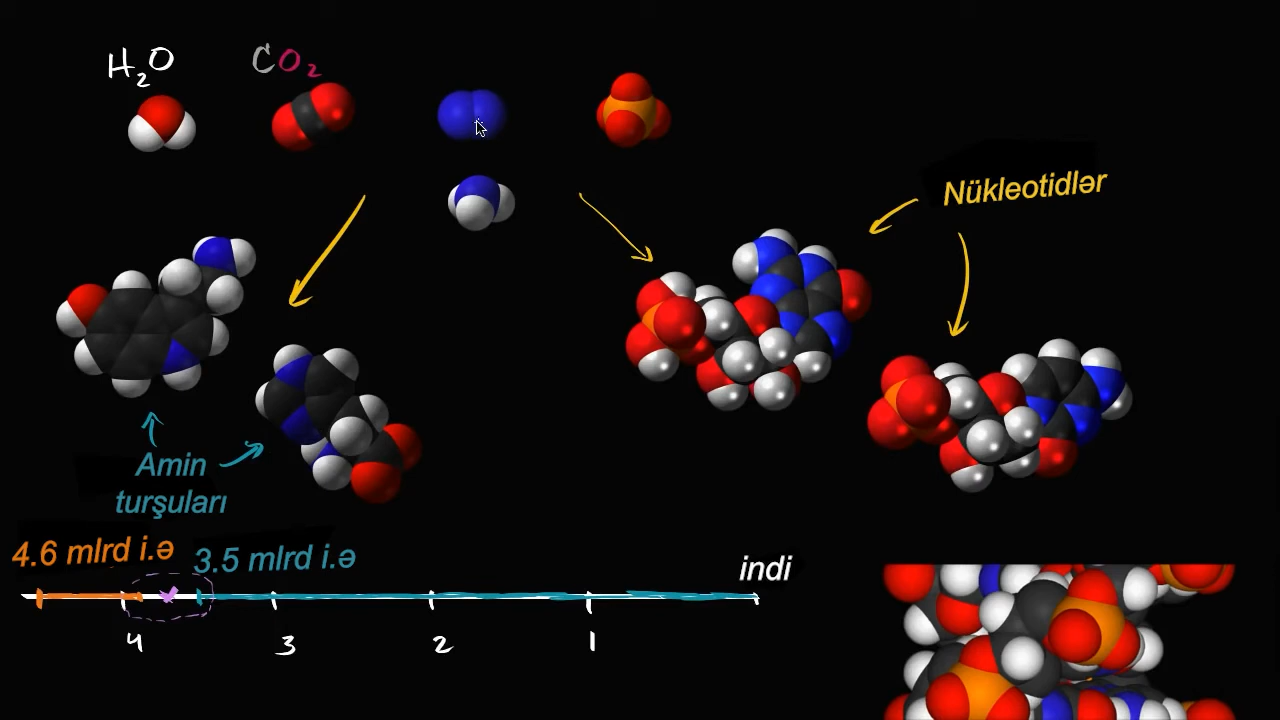 H₂O
CO₂
Nükleotidlər
Amin
turşuları
4.6 mlrd i.ə
3.5 mlrd i.ə
indi
4
3
2
1